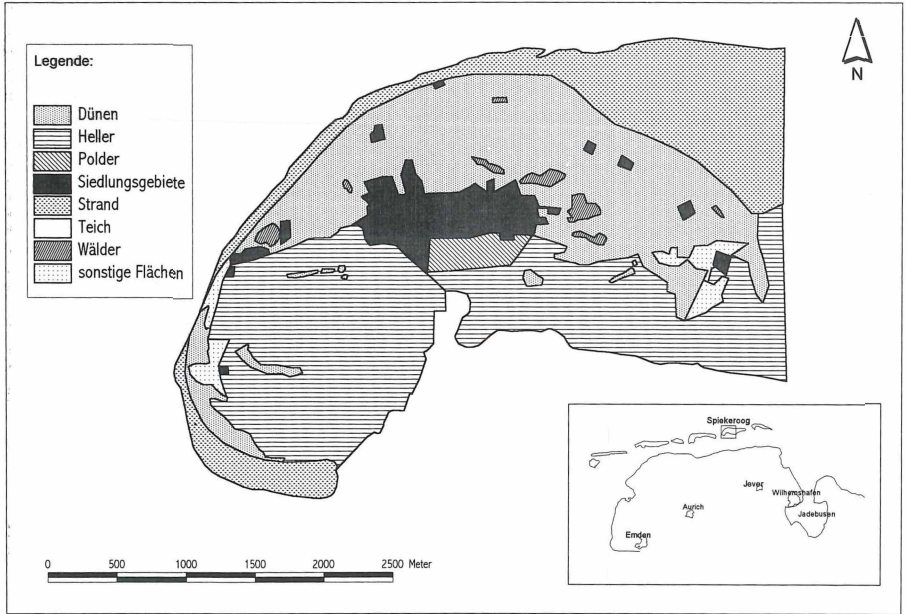 Legende:
Dünen
Heller
Polder
Siedlungsgebiete
Strand
Teich
Wälder
sonstige Flächen
N
Spiekeroog
Jever
Wilhemshafen
Aurich
Jadebusen
Emden
0 500 1000 1500 2000 2500 Meter